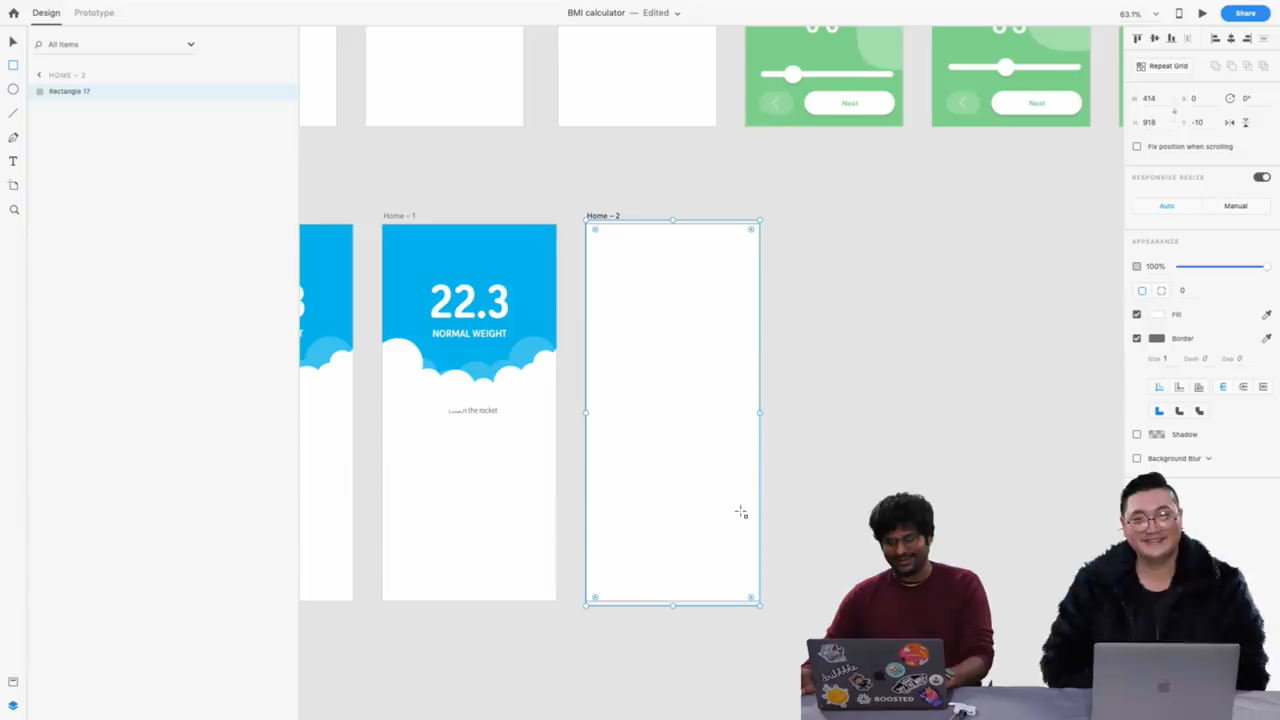 Design
Prototype
BMI calculator — Edited
63.1%
Share
All Items
HOME – 2
Rectangle 17
Next
Next
Repeat Grid
W 414 X 0 0°
H 918 Y -10
Fix position when scrolling
RESPONSIVE RESIZE
Auto
Manual
APPEARANCE
100%
0
Fill
Border
Size 1 Dash 0 Gap 0
Shadow
Background Blur
Home – 1
Home – 2
22.3
NORMAL WEIGHT
the rocket
dribbble
VANS
BOOSTED